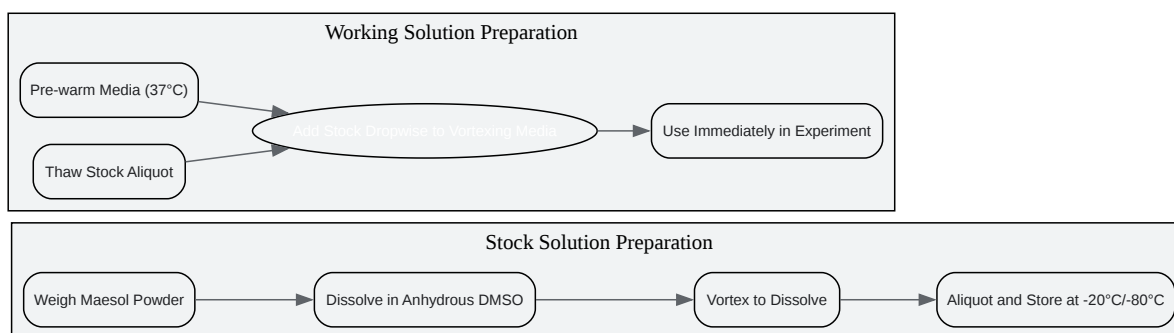 Working Solution Preparation
Pre-warm Media (37°C)
Thaw Stock Aliquot
Add Stock Dropwise to Vortexing Media
Use Immediately in Experiment
Stock Solution Preparation
Weigh Maesol Powder
Dissolve in Anhydrous DMSO
Vortex to Dissolve
Aliquot and Store at -20°C/-80°C